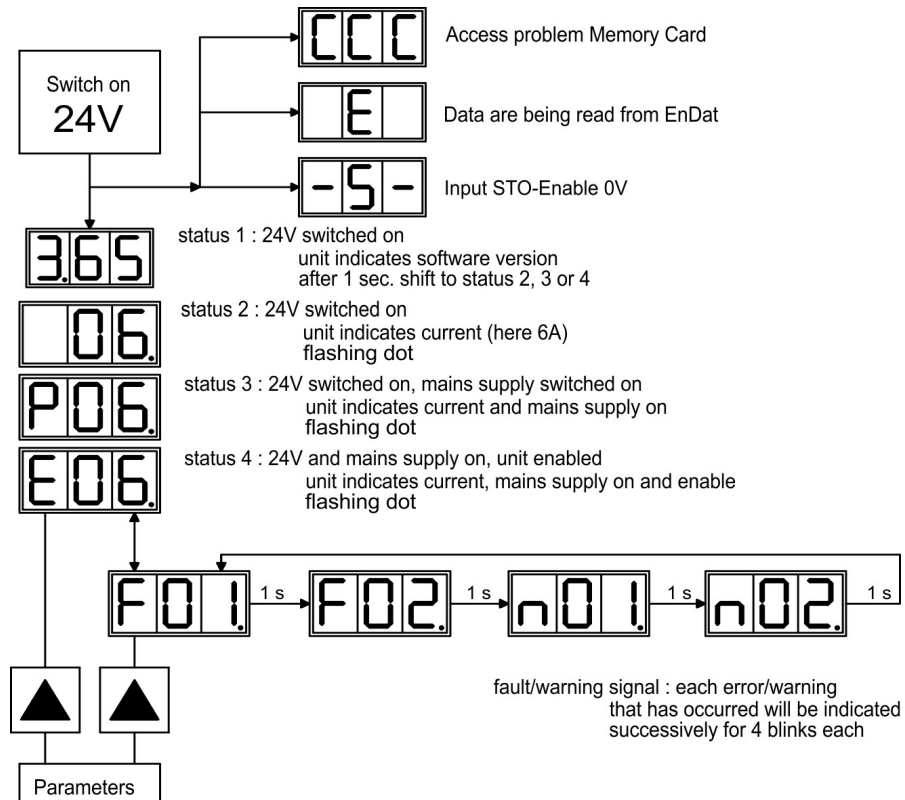 Switch on
24V
CCC
Access problem Memory Card
E
Data are being read from EnDat
-S-
Input STO-Enable 0V
3.65
status 1 : 24V switched on
unit indicates software version
after 1 sec. shift to status 2, 3 or 4
06.
status 2 : 24V switched on
unit indicates current (here 6A)
flashing dot
P06.
status 3 : 24V switched on, mains supply switched on
unit indicates current and mains supply on
flashing dot
E06.
status 4 : 24V and mains supply on, unit enabled
unit indicates current, mains supply on and enable
flashing dot
F01. 1 s F02. 1 s n01. 1 s n02. 1 s
fault/warning signal : each error/warning
that has occurred will be indicated
successively for 4 blinks each
Parameters